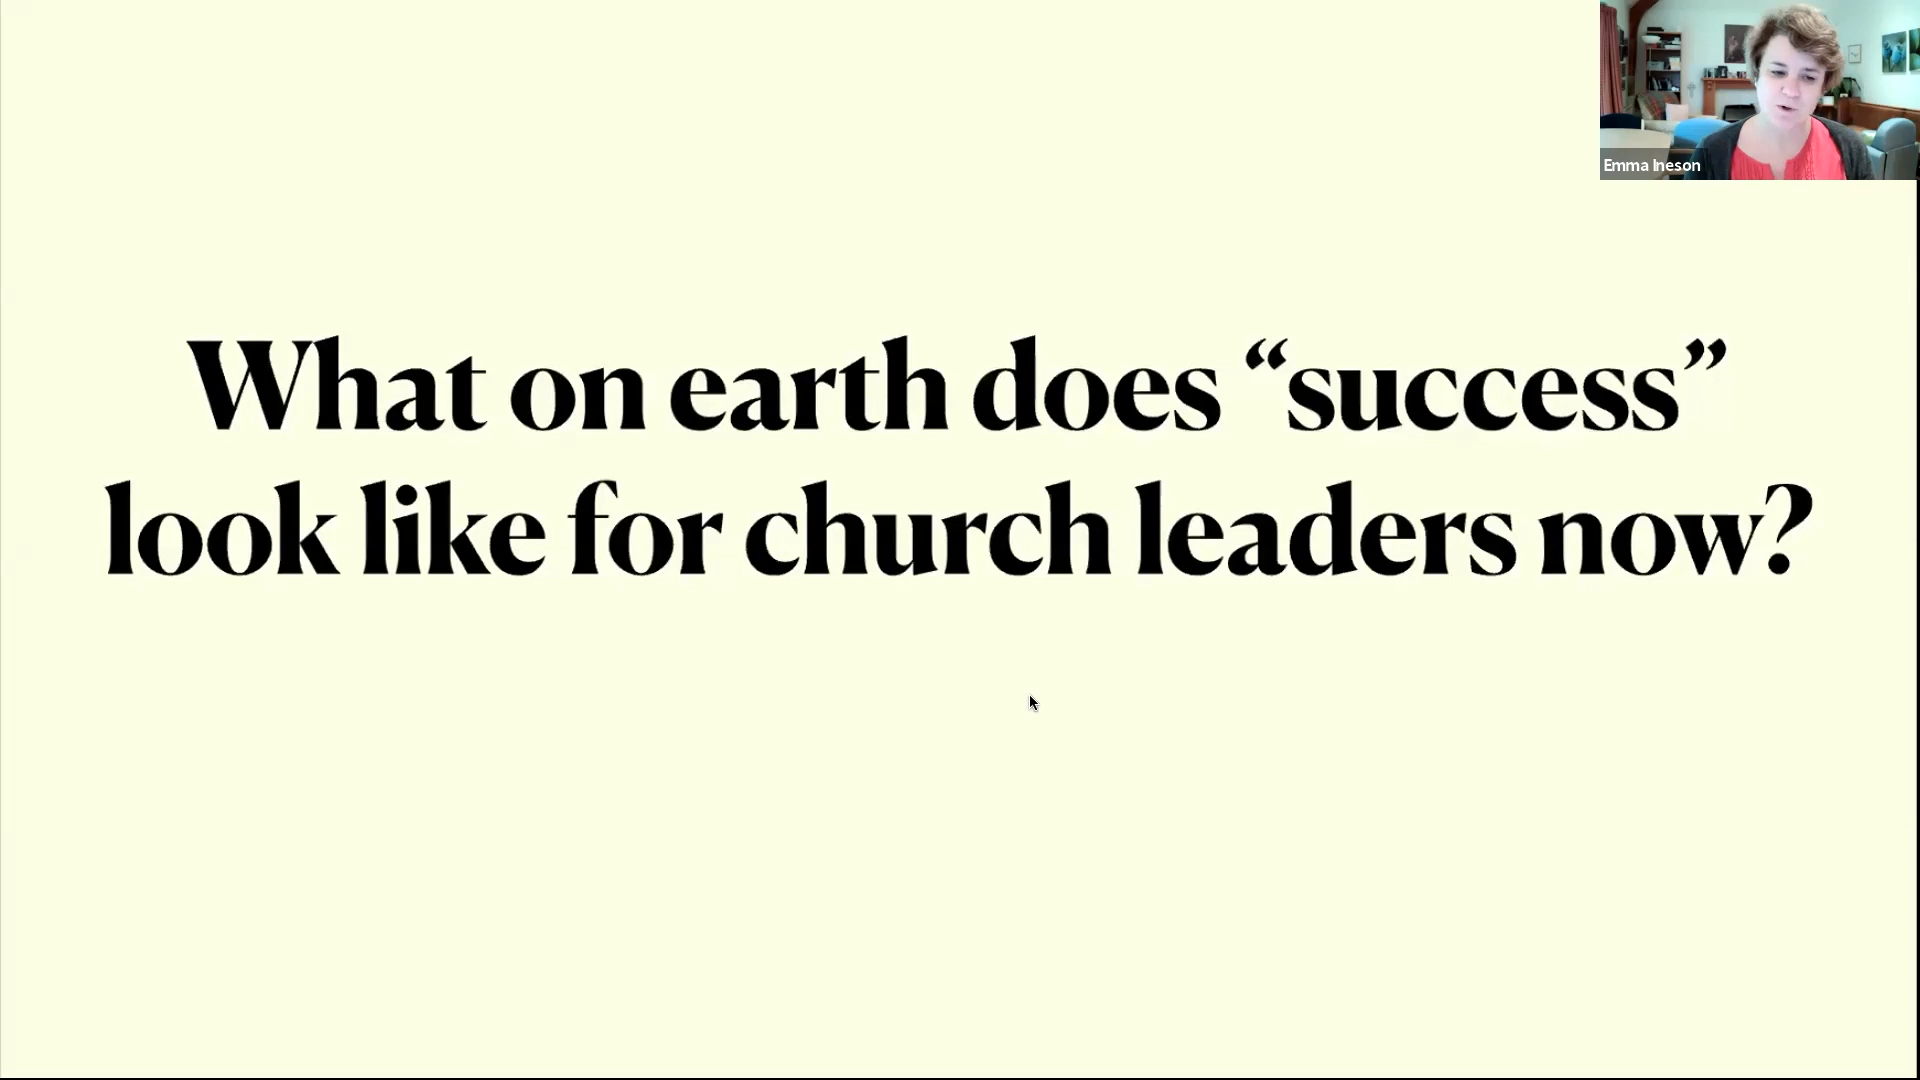 What on earth does “success”
look like for church leaders now?
Emma Ineson